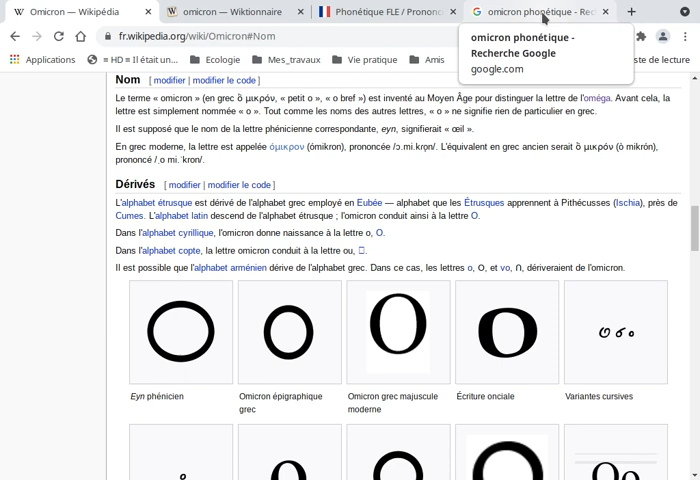 Omicron — Wikipédia
omicron — Wiktionnaire
Phonétique FLE / Prononc
omicron phonétique - Rec
fr.wikipedia.org/wiki/Omicron#Nom
omicron phonétique -
Recherche Google
google.com
Applications
= HD = Il était un...
Ecologie
Mes_travaux
Vie pratique
Amis
ste de lecture
Nom [ modifier | modifier le code ]
Le terme « omicron » (en grec ὂ μικρόν, « petit o », « o bref ») est inventé au Moyen Âge pour distinguer la lettre de l'oméga. Avant cela, la
lettre est simplement nommée « o ». Tout comme les noms des autres lettres, « o » ne signifie rien de particulier en grec.
Il est supposé que le nom de la lettre phénicienne correspondante, eyn, signifierait « œil ».
En grec moderne, la lettre est appelée όμικρον (ómikron), prononcée /ɔ.mi.kro̞n/. L'équivalent en grec ancien serait ὂ μικρόν (ò mikrón),
prononcé /ˌo mi.ˈkron/.
Dérivés [ modifier | modifier le code ]
L'alphabet étrusque est dérivé de l'alphabet grec employé en Eubée — alphabet que les Étrusques apprennent à Pithécusses (Ischia), près de
Cumes. L'alphabet latin descend de l'alphabet étrusque ; l'omicron conduit ainsi à la lettre O.
Dans l'alphabet cyrillique, l'omicron donne naissance à la lettre o, О.
Dans l'alphabet copte, la lettre omicron conduit à la lettre ou,
Il est possible que l'alphabet arménien dérive de l'alphabet grec. Dans ce cas, les lettres o, Օ, et vo, Ո, dériveraient de l'omicron.
Eyn phénicien
Omicron épigraphique
grec
Omicron grec majuscule
moderne
Écriture onciale
Variantes cursives